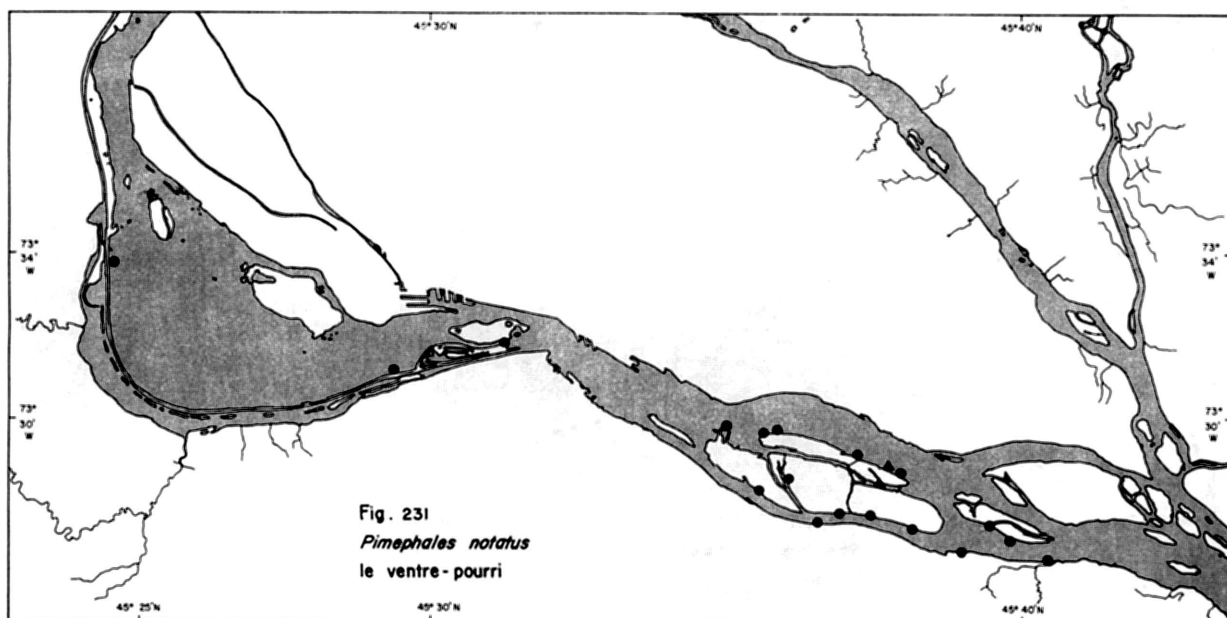 45° 30'N
45° 40'N
73°
34'
W
73°
34'
W
73°
30'
W
73°
30'
W
Fig. 231
Pimephales notatus
le ventre-pourri
45° 25'N
45° 30'N
45° 40'N